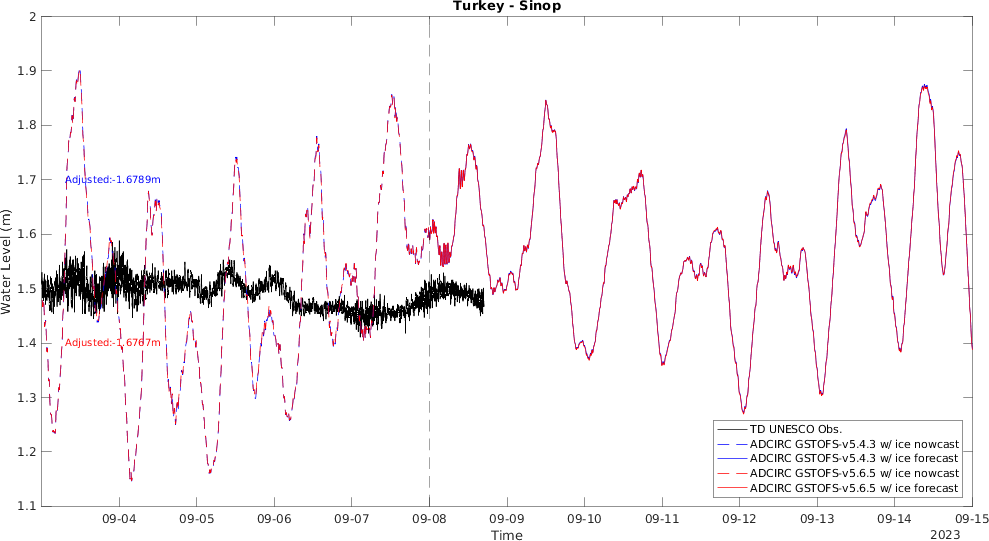 Turkey - Sinop
Water Level (m)
2
1.9
1.8
1.7
1.6
1.5
1.4
1.3
1.2
1.1
Adjusted:-1.6789m
Adjusted:-1.6767m
TD UNESCO Obs.
ADCIRC GSTOFS-v5.4.3 w/ ice nowcast
ADCIRC GSTOFS-v5.4.3 w/ ice forecast
ADCIRC GSTOFS-v5.6.5 w/ ice nowcast
ADCIRC GSTOFS-v5.6.5 w/ ice forecast
09-04 09-05 09-06 09-07 09-08 09-09 09-10 09-11 09-12 09-13 09-14 09-15
Time
2023